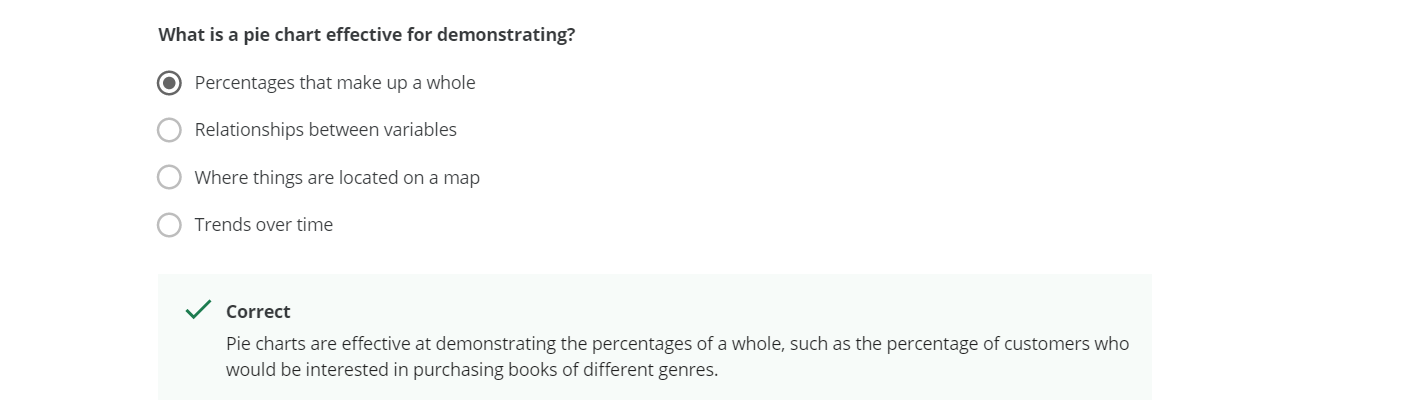 What is a pie chart effective for demonstrating?
Percentages that make up a whole
Relationships between variables
Where things are located on a map
Trends over time
Correct
Pie charts are effective at demonstrating the percentages of a whole, such as the percentage of customers who
would be interested in purchasing books of different genres.